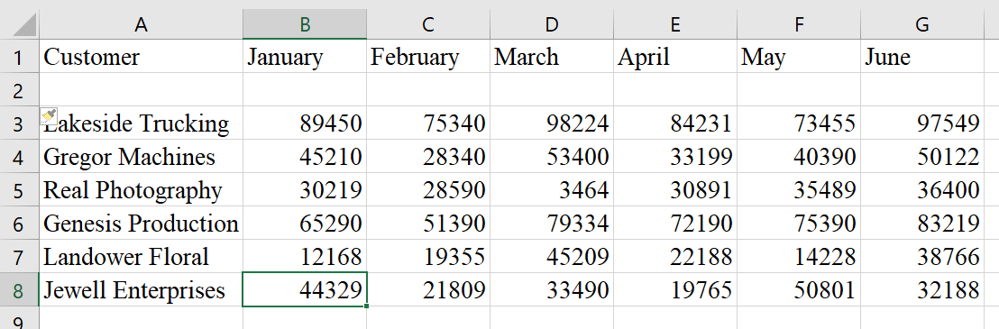 A B C D E F G
1 Customer January February March April May June
2
3 Lakeside Trucking 89450 75340 98224 84231 73455 97549
4 Gregor Machines 45210 28340 53400 33199 40390 50122
5 Real Photography 30219 28590 3464 30891 35489 36400
6 Genesis Production 65290 51390 79334 72190 75390 83219
7 Landower Floral 12168 19355 45209 22188 14228 38766
8 Jewell Enterprises 44329 21809 33490 19765 50801 32188
9